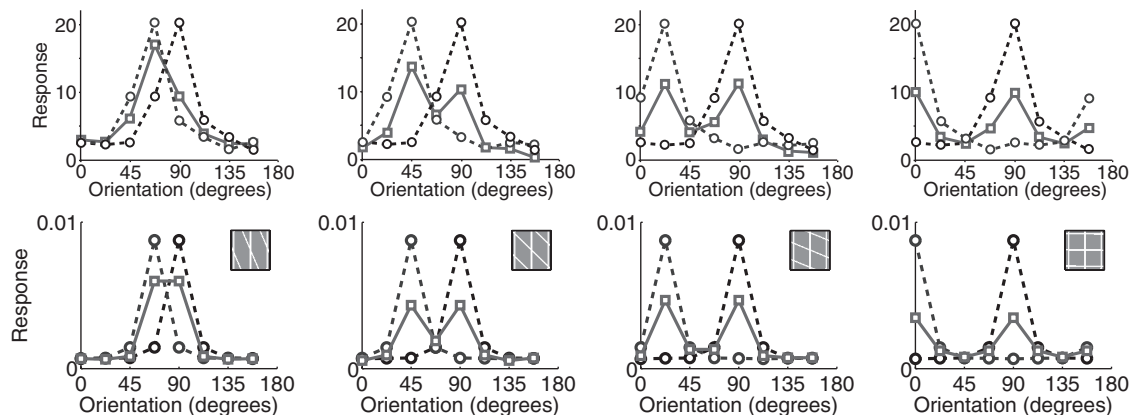 20 20 20 20
Response
10 10 10 10
0 0 0 0
0 45 90 135 180 0 45 90 135 180 0 45 90 135 180 0 45 90 135 180
Orientation (degrees) Orientation (degrees) Orientation (degrees) Orientation (degrees)
0.01 0.01 0.01 0.01
Response
0 0 0 0
0 45 90 135 180 0 45 90 135 180 0 45 90 135 180 0 45 90 135 180
Orientation (degrees) Orientation (degrees) Orientation (degrees) Orientation (degrees)